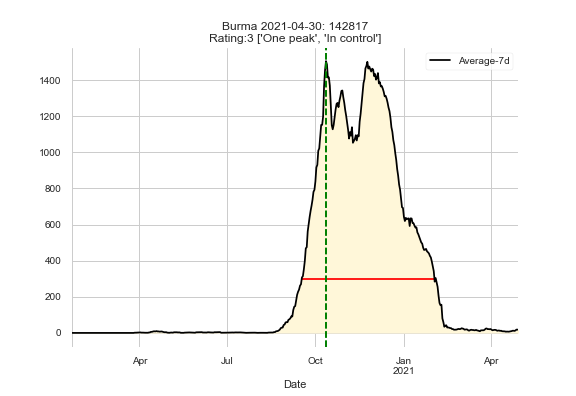 Burma 2021-04-30: 142817
Rating:3 ['One peak', 'In control']
Average-7d
1400
1200
1000
800
600
400
200
0
Apr
Jul
Oct
Jan
2021
Apr
Date